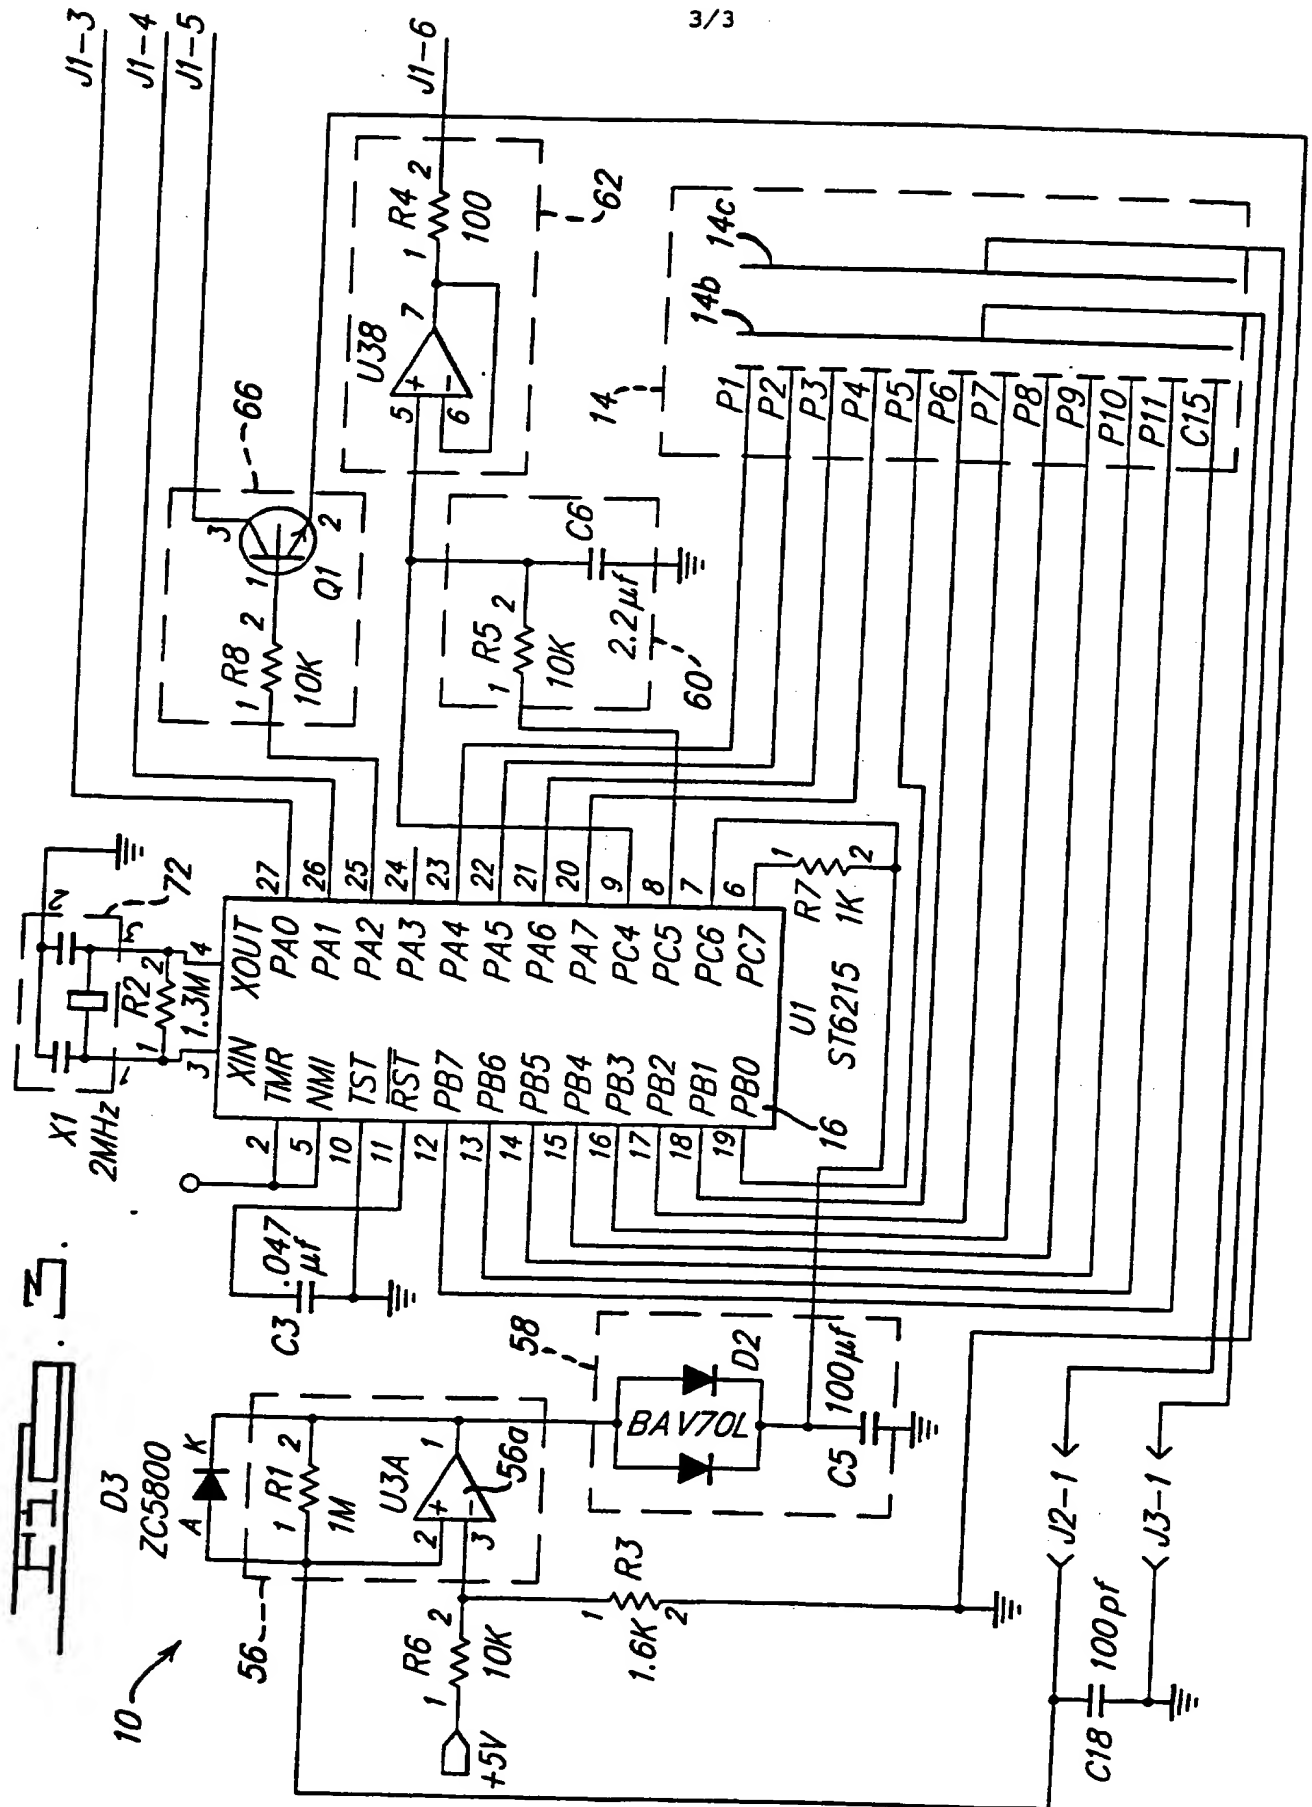 3/3
Fig. 3.
10
D3
ZC5800
A K
1 R1 2
1M
56
U3A
2
3
+
-
1
56a
+5V
1 R6 2
10K
1 R3
1.6K 2
58
BAV70L
D2
C5 100µf
C18 100pf
J2-1
J3-1
C3 .047
µf
X1
2MHz
1
2
3
72
1 R2 2
1.3M
3
4
XIN XOUT
2 TMR
5 NMI
10 TST
11 RST
12 PB7
13 PB6
14 PB5
15 PB4
16 PB3
17 PB2
18 PB1
19 PB0
PA0 27
PA1 26
PA2 25
PA3 24
PA4 23
PA5 22
PA6 21
PA7 20
PC4 9
PC5 8
PC6 7
PC7 6
U1
ST6215
16
1
R7
1K 2
1 R8 2
10K
1
3
2
Q1
66
1 R5 2
10K
C6
2.2µf
60
U38
5
6
+
-
7
1 R4 2
100
62
J1-3
J1-4
J1-5
J1-6
14
14b
14c
P1
P2
P3
P4
P5
P6
P7
P8
P9
P10
P11
C15